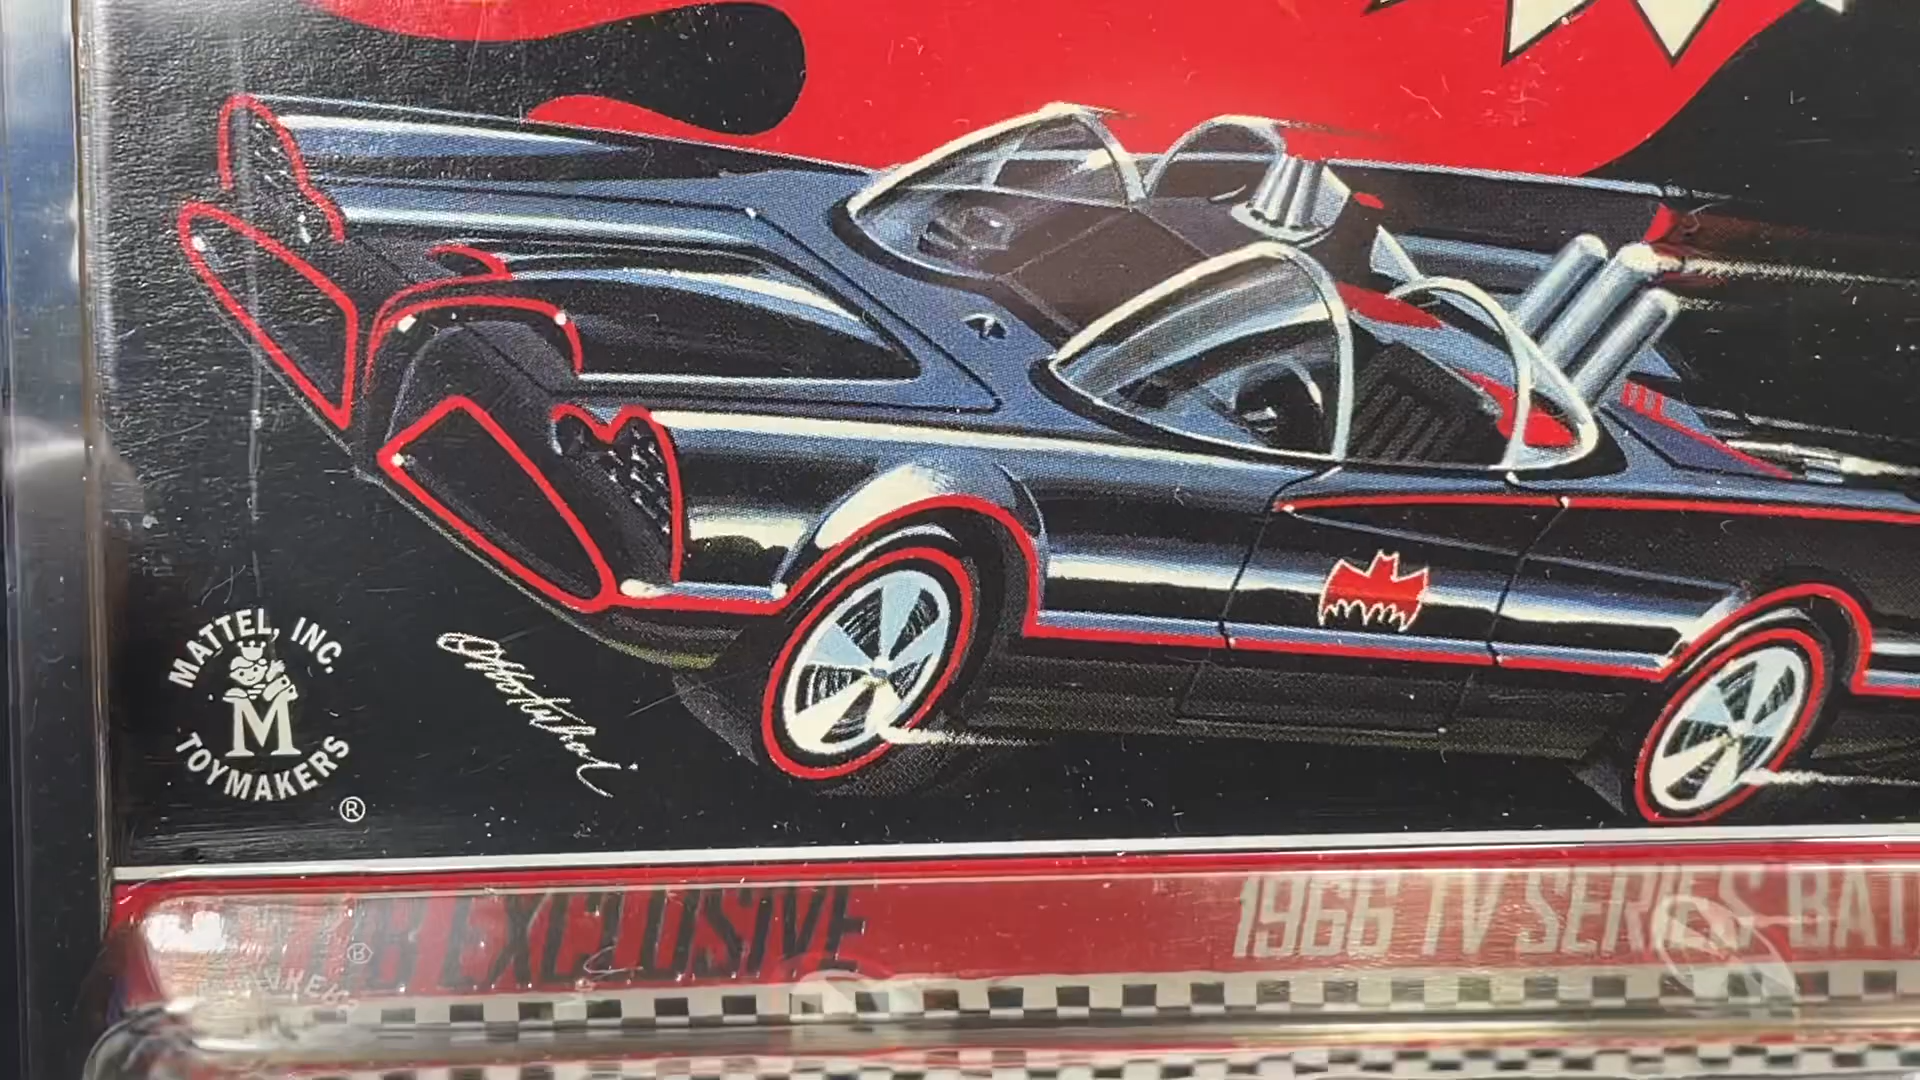 MATTEL, INC.
M
TOYMAKERS
®
EXCLUSIVE
1966 TV SERIES BAT